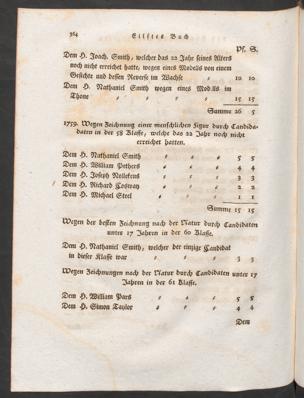 364 Eilftes Buch
Pf. S.
Dem H. Joach. Smith, welcher das 22 Jahr seines Alters
noch nicht erreichet hatte, wegen eines Models von einem
Gesichte und dessen Reverse im Wachse 10 10
Dem H. Nathaniel Smith wegen eines Models im
Thone 15 15
Summe 26 5
1759. Wegen Zeichnung einer menschlichen Figur durch Candida-
daten in der 58 Klasse, welche das 22 Jahr noch nicht
erreichet hatten.
Dem H. Nathaniel Smith 5 5
Dem H. William Pethers 4 4
Dem H. Joseph Nollekens 3 3
Dem H. Richard Cosway 2 2
Dem H. Michael Steel 1 1
Summe 15 15
Wegen der besten Zeichnung nach der Natur durch Candidaten
unter 17 Jahren in der 60 Klasse.
Dem H. Nathaniel Smith, welcher der einzige Candidat
in dieser Klasse war 3 3
Wegen Zeichnungen nach der Natur durch Candidaten unter 17
Jahren in der 61 Klasse.
Dem H. William Pars 5 5
Dem H. Simon Taylor 4 4
Dem